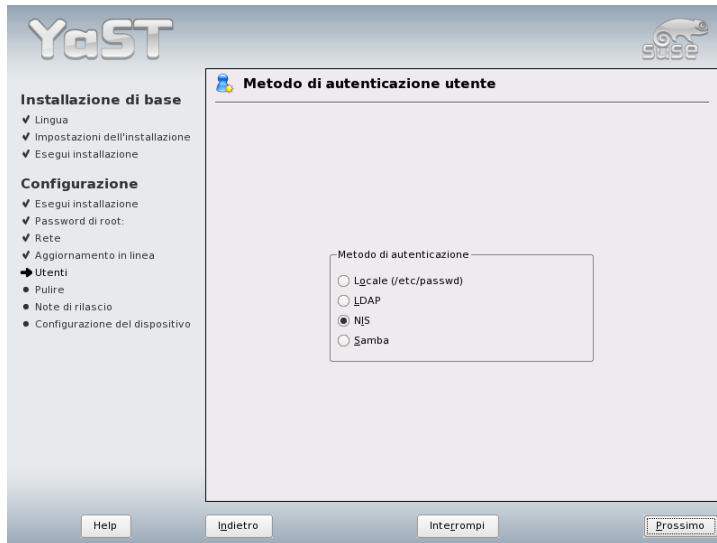 YaST
SUSE
Installazione di base
Lingua
Impostazioni dell'installazione
Esegui installazione
Configurazione
Esegui installazione
Password di root:
Rete
Aggiornamento in linea
Utenti
Pulire
Note di rilascio
Configurazione del dispositivo
Metodo di autenticazione utente
Metodo di autenticazione
Locale (/etc/passwd)
LDAP
NIS
Samba
Help
Indietro
Interrompi
Prossimo